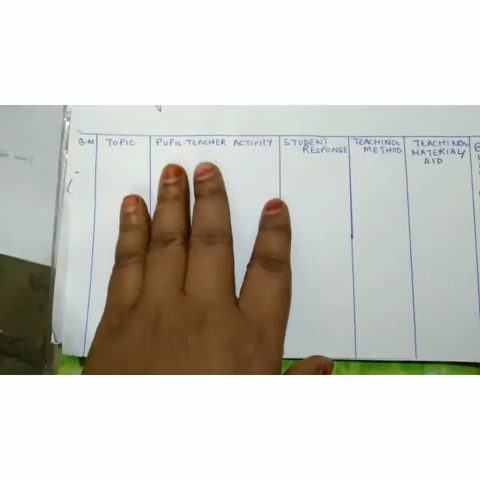 S.N TOPIC PUPIL-TEACHER ACTIVITY STUDENT RESPONSE TEACHING METHOD TEACHING MATERIAL/ AID